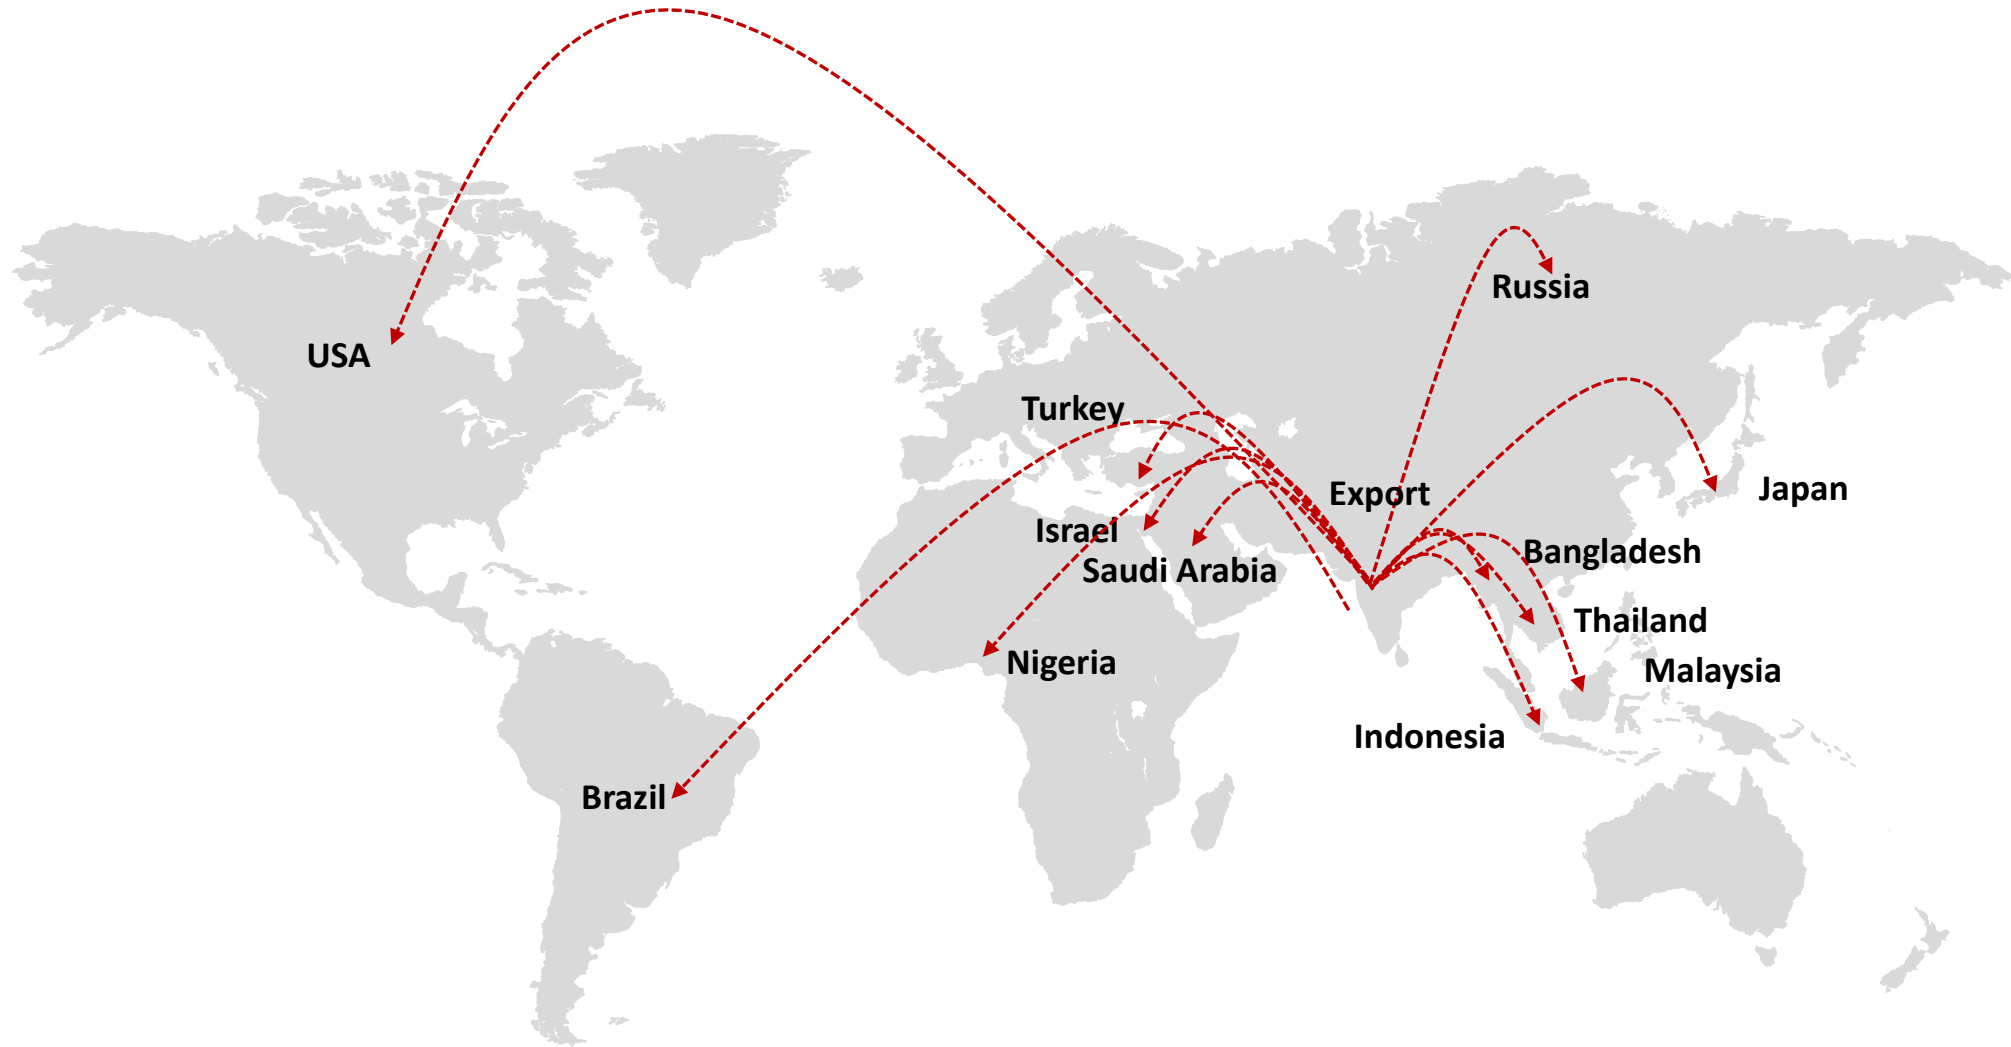 Russia
USA
Turkey
Export
Japan
Israel
Bangladesh
Saudi Arabia
Thailand
Nigeria
Malaysia
Indonesia
Brazil